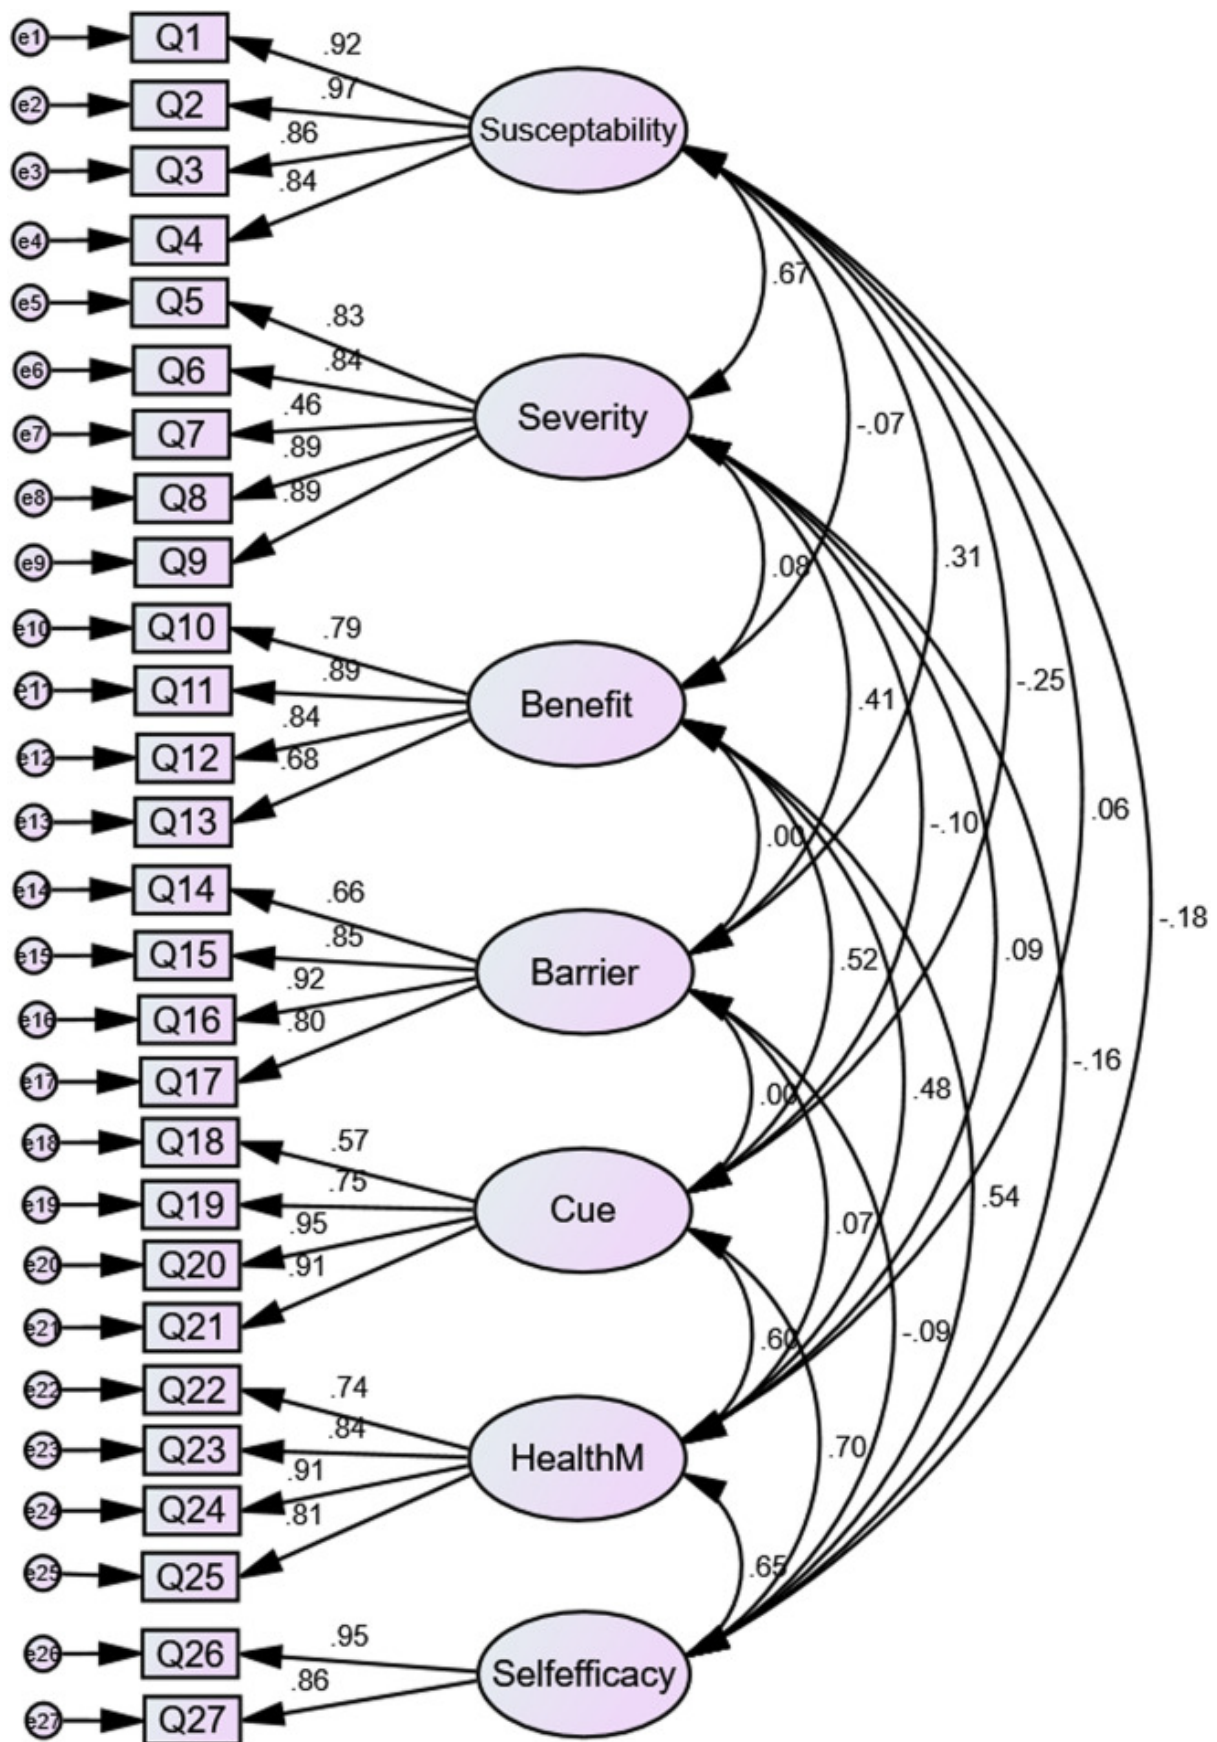 e1 Q1 .92
e2 Q2 .97
Susceptability
e3 Q3 .86
e4 Q4 .84
e5 Q5 .83
.67
e6 Q6 .84
e7 Q7 .46
Severity
-.07
e8 Q8 .89
e9 Q9 .89
.08
.31
e10 Q10 .79
e11 Q11 .89
Benefit
.41
-.25
e12 Q12 .84
e13 Q13 .68
.00
-.10
.06
e14 Q14 .66
e15 Q15 .85
Barrier
.52
.09
-.18
e16 Q16 .92
e17 Q17 .80
.00
.48
-.16
e18 Q18 .57
e19 Q19 .75
Cue
.07
.54
e20 Q20 .95
e21 Q21 .91
.60
-.09
e22 Q22 .74
e23 Q23 .84
HealthM
.70
e24 Q24 .91
e25 Q25 .81
.65
e26 Q26 .95
Selfefficacy
e27 Q27 .86